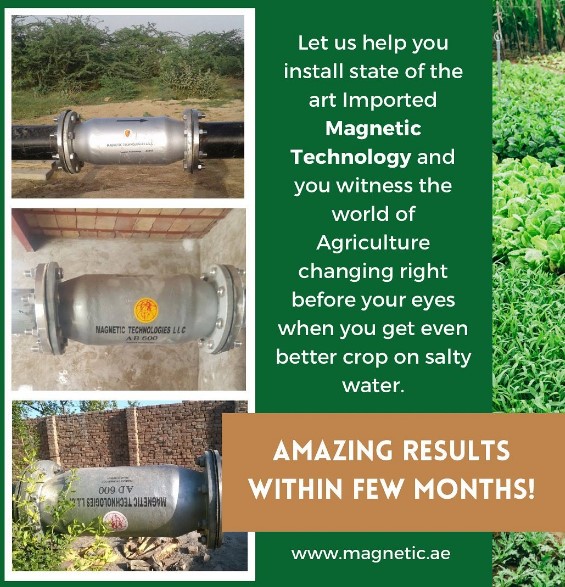 Let us help you
install state of the
art Imported
Magnetic
Technology and
you witness the
world of
Agriculture
changing right
before your eyes
when you get even
better crop on salty
water.
AMAZING RESULTS
WITHIN FEW MONTHS!
www.magnetic.ae
MAGNETIC TECHNOLOGIES L L C
AD 600
MAGNETIC TECHNOLOGIES L.L.C
AD 600